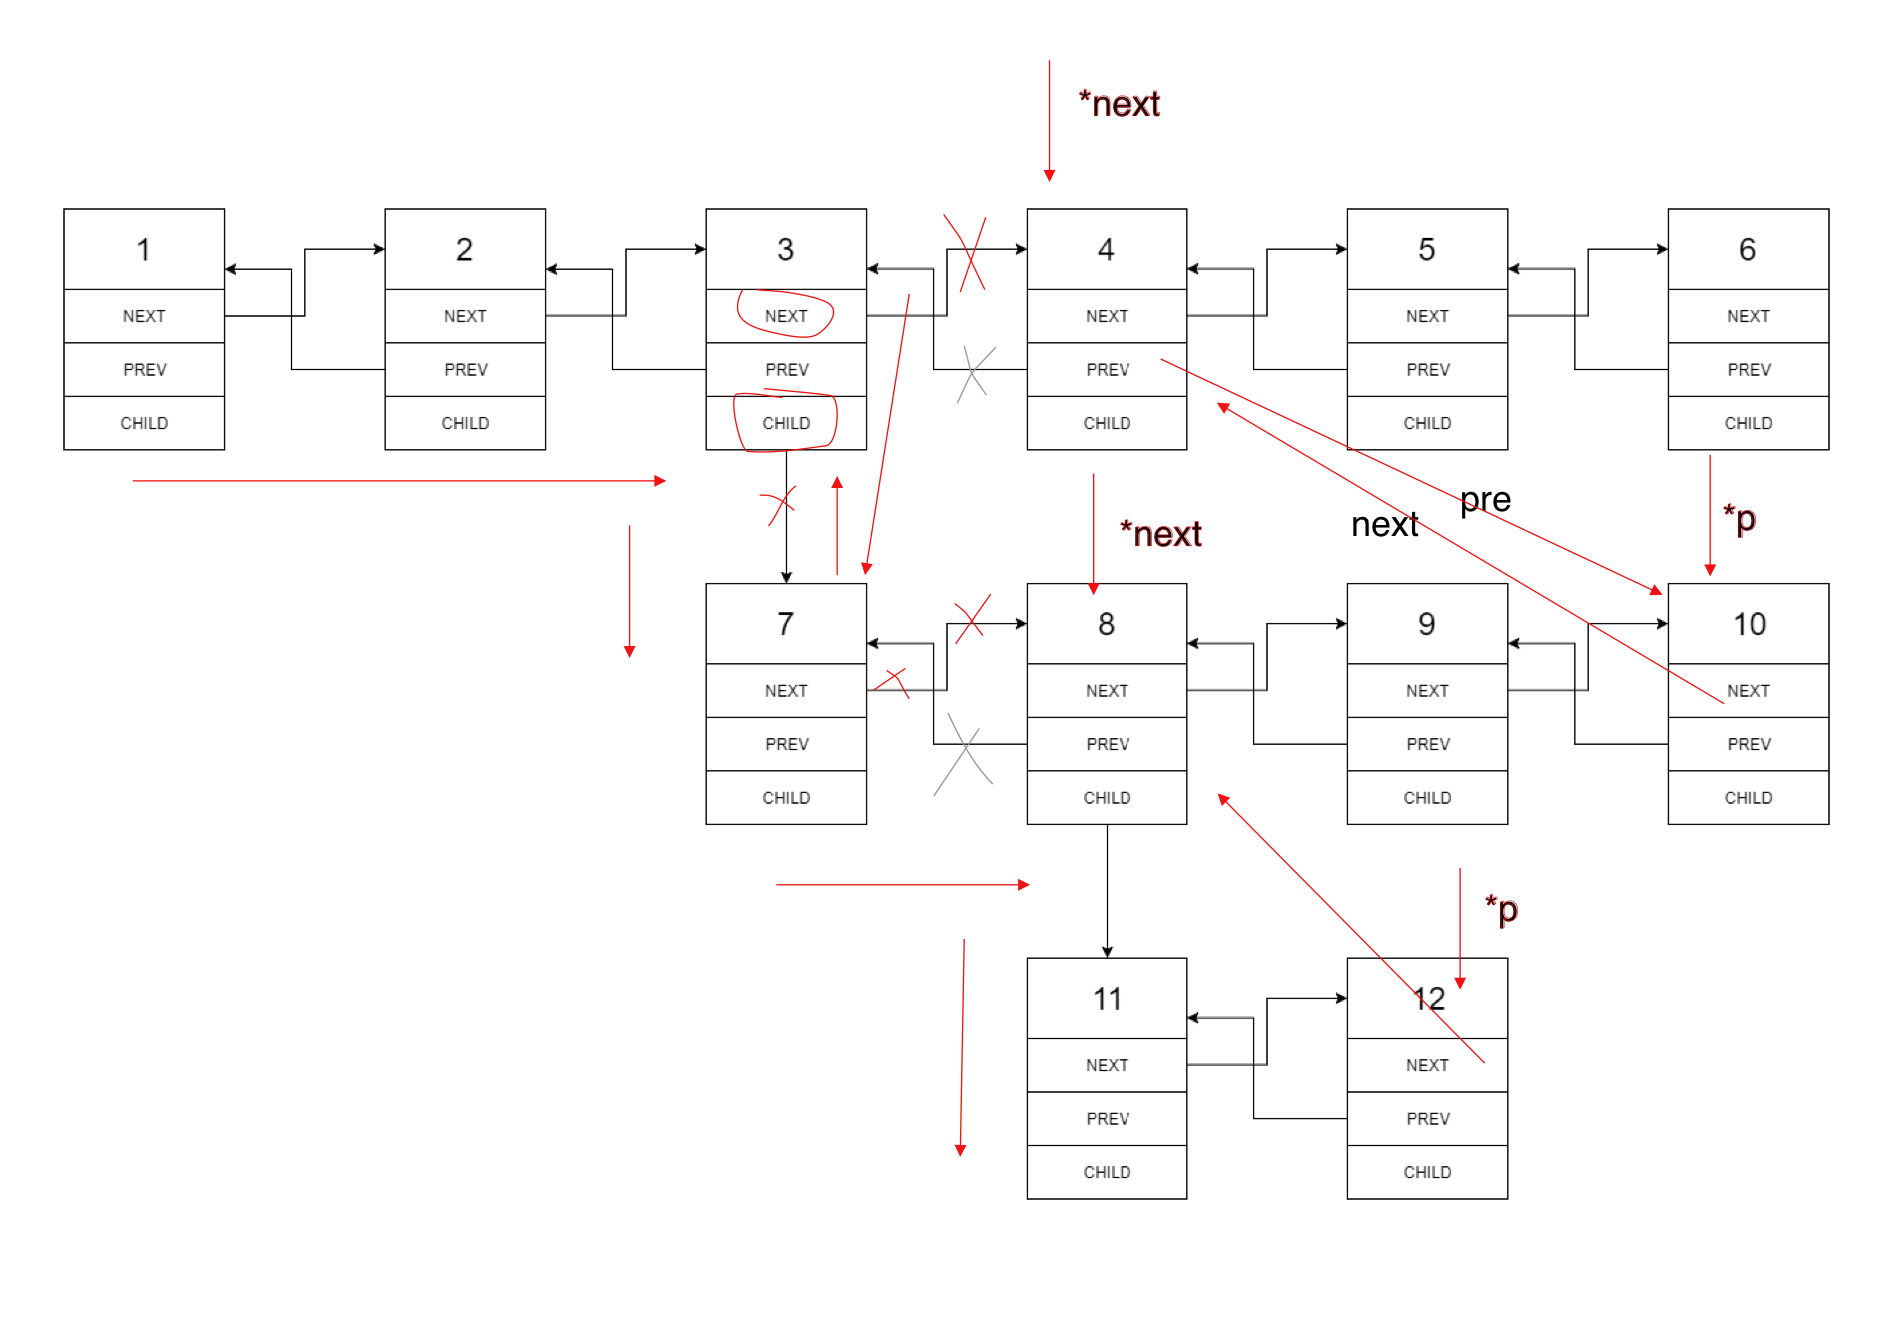 *next
1 2 3 4 5 6
NEXT NEXT NEXT NEXT NEXT NEXT
PREV PREV PREV PREV PREV PREV
CHILD CHILD CHILD CHILD CHILD CHILD
pre
next
*next
*p
7 8 9 10
NEXT NEXT NEXT NEXT
PREV PREV PREV PREV
CHILD CHILD CHILD CHILD
*p
11 12
NEXT NEXT
PREV PREV
CHILD CHILD